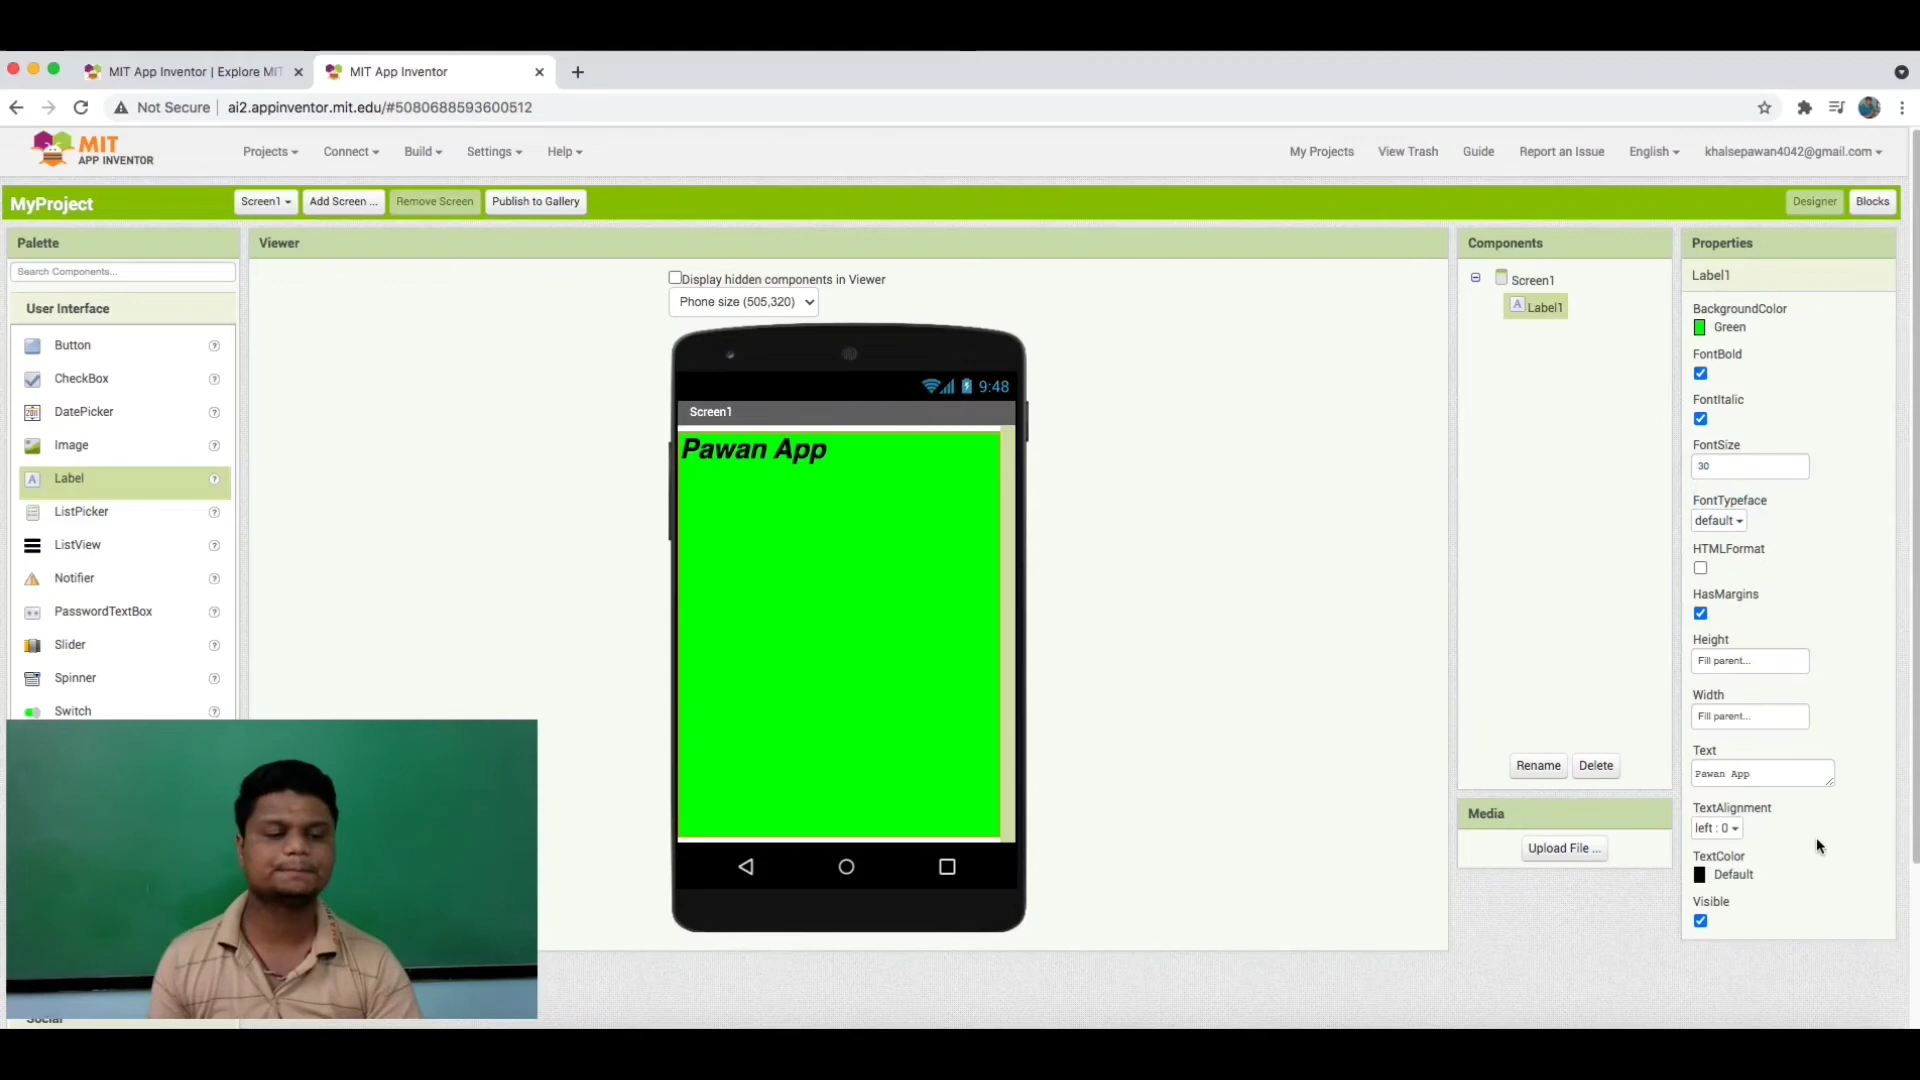 MIT App Inventor | Explore MIT
MIT App Inventor
Not Secure
ai2.appinventor.mit.edu/#5080688593600512
MIT
APP INVENTOR
Projects
Connect
Build
Settings
Help
My Projects
View Trash
Guide
Report an Issue
English
khalsepawan4042@gmail.com
MyProject
Screen1
Add Screen ...
Remove Screen
Publish to Gallery
Designer
Blocks
Palette
Search Components...
User Interface
Button
CheckBox
DatePicker
Image
Label
ListPicker
ListView
Notifier
PasswordTextBox
Slider
Spinner
Switch
Social
Viewer
Display hidden components in Viewer
Phone size (505,320)
9:48
Screen1
Pawan App
Components
Screen1
Label1
Rename
Delete
Media
Upload File ...
Properties
Label1
BackgroundColor
Green
FontBold
FontItalic
FontSize
30
FontTypeface
default
HTMLFormat
HasMargins
Height
Fill parent...
Width
Fill parent...
Text
Pawan App
TextAlignment
left : 0
TextColor
Default
Visible